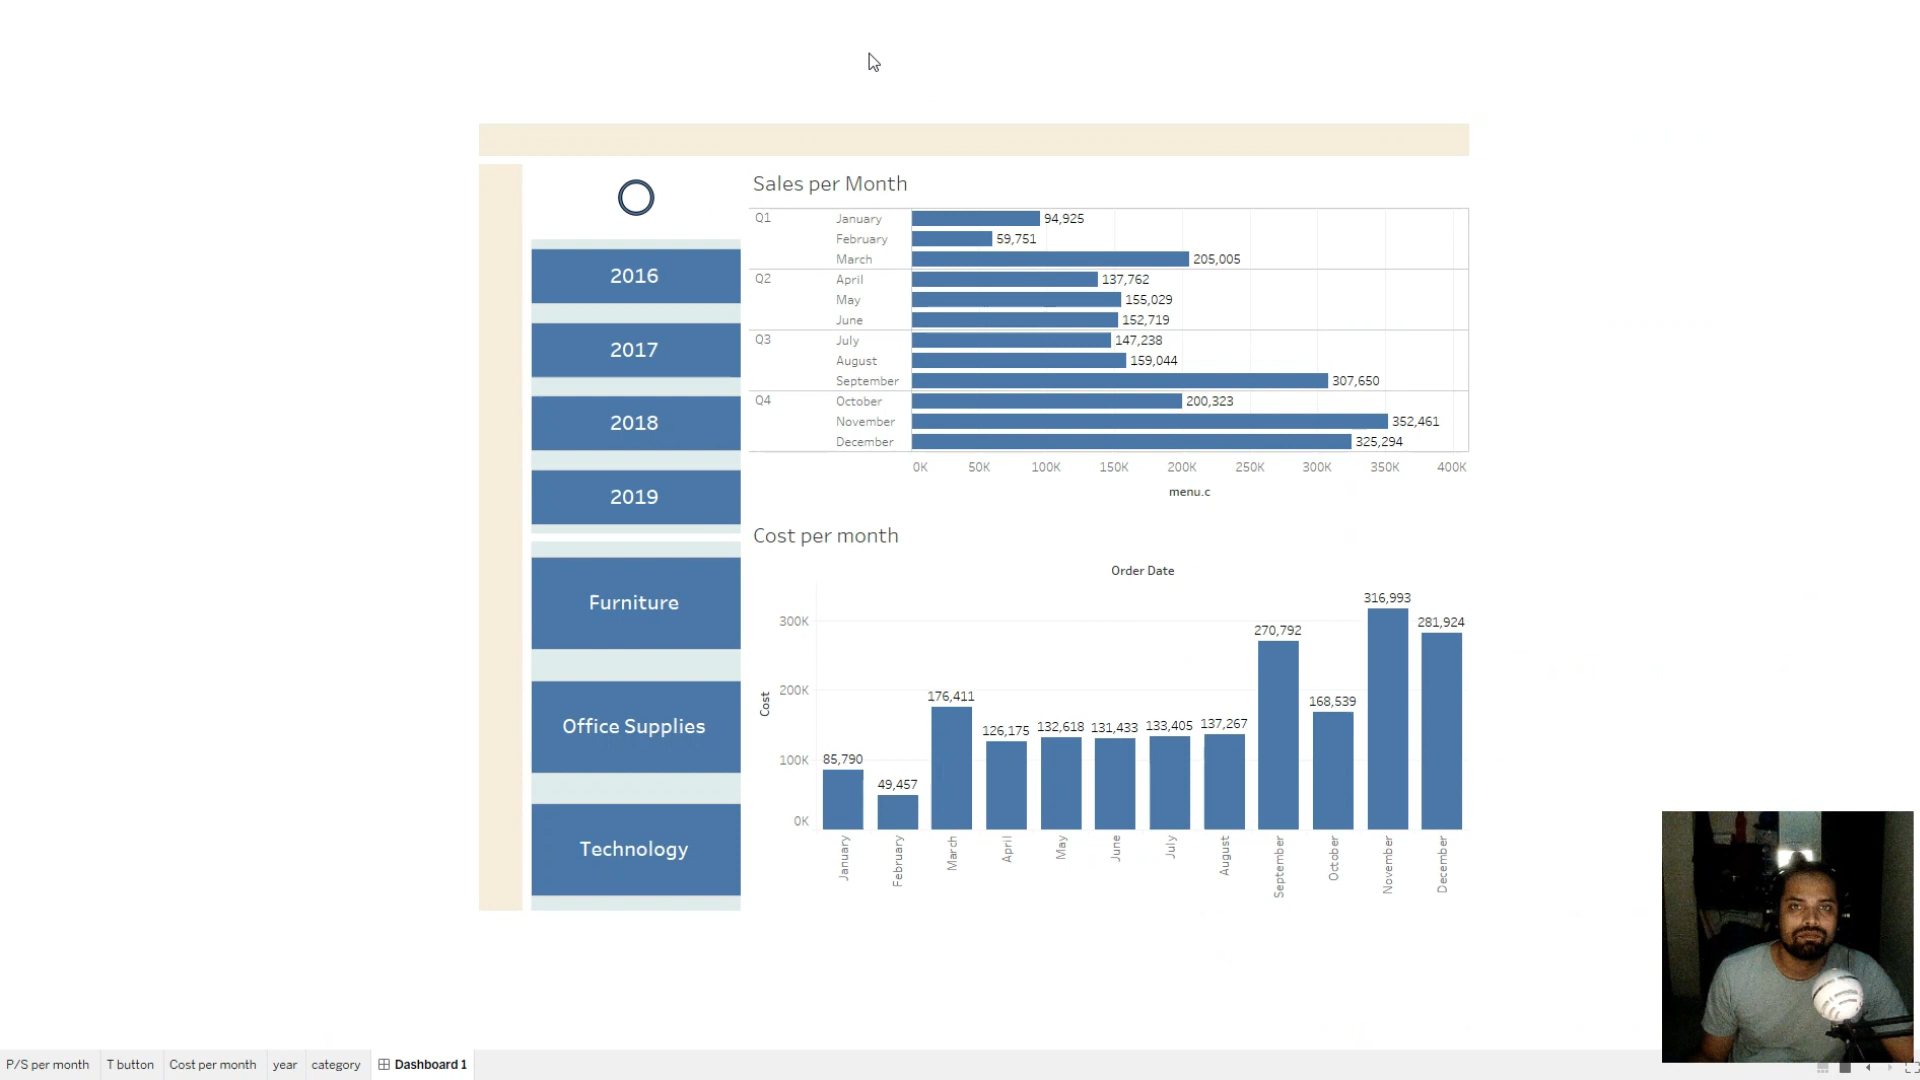 Sales per Month
Q1 January 94,925
February 59,751
March 205,005
Q2 April 137,762
May 155,029
June 152,719
Q3 July 147,238
August 159,044
September 307,650
Q4 October 200,323
November 352,461
December 325,294
0K 50K 100K 150K 200K 250K 300K 350K 400K
menu.c
2016
2017
2018
2019
Furniture
Office Supplies
Technology
Cost per month
Order Date
Cost
300K
200K
100K
0K
85,790
49,457
176,411
126,175
132,618
131,433
133,405
137,267
270,792
168,539
316,993
281,924
January
February
March
April
May
June
July
August
September
October
November
December
P/S per month T button Cost per month year category Dashboard 1